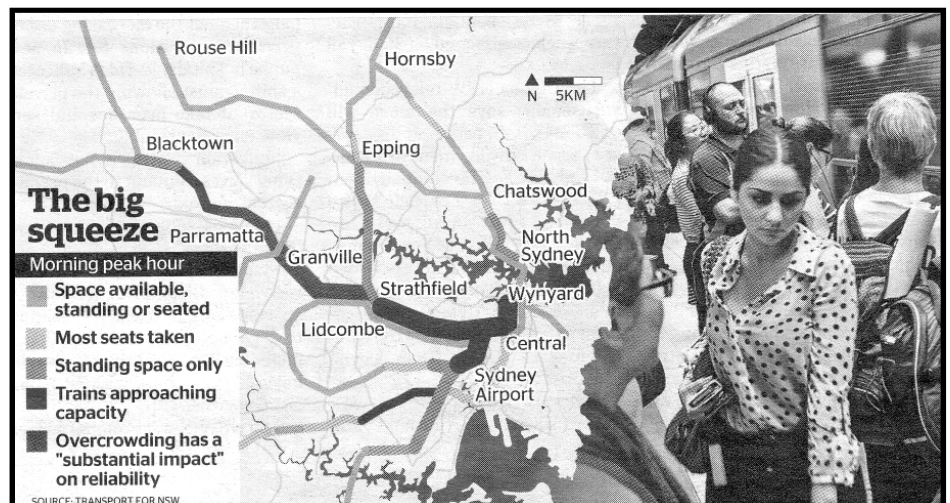 Rouse Hill
Hornsby
N 5KM
Blacktown
Epping
Chatswood
The big
squeeze
Parramatta
North
Sydney
Morning peak hour
Granville
Strathfield
Wynyard
Lidcombe
Central
Sydney
Airport
Space available,
standing or seated
Most seats taken
Standing space only
Trains approaching
capacity
Overcrowding has a
"substantial impact"
on reliability
SOURCE: TRANSPORT FOR NSW